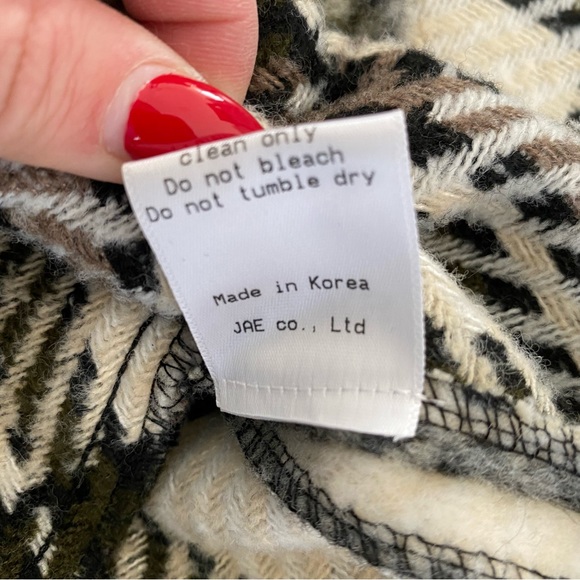 clean only
Do not bleach
Do not tumble dry
Made in Korea
JAE co., Ltd